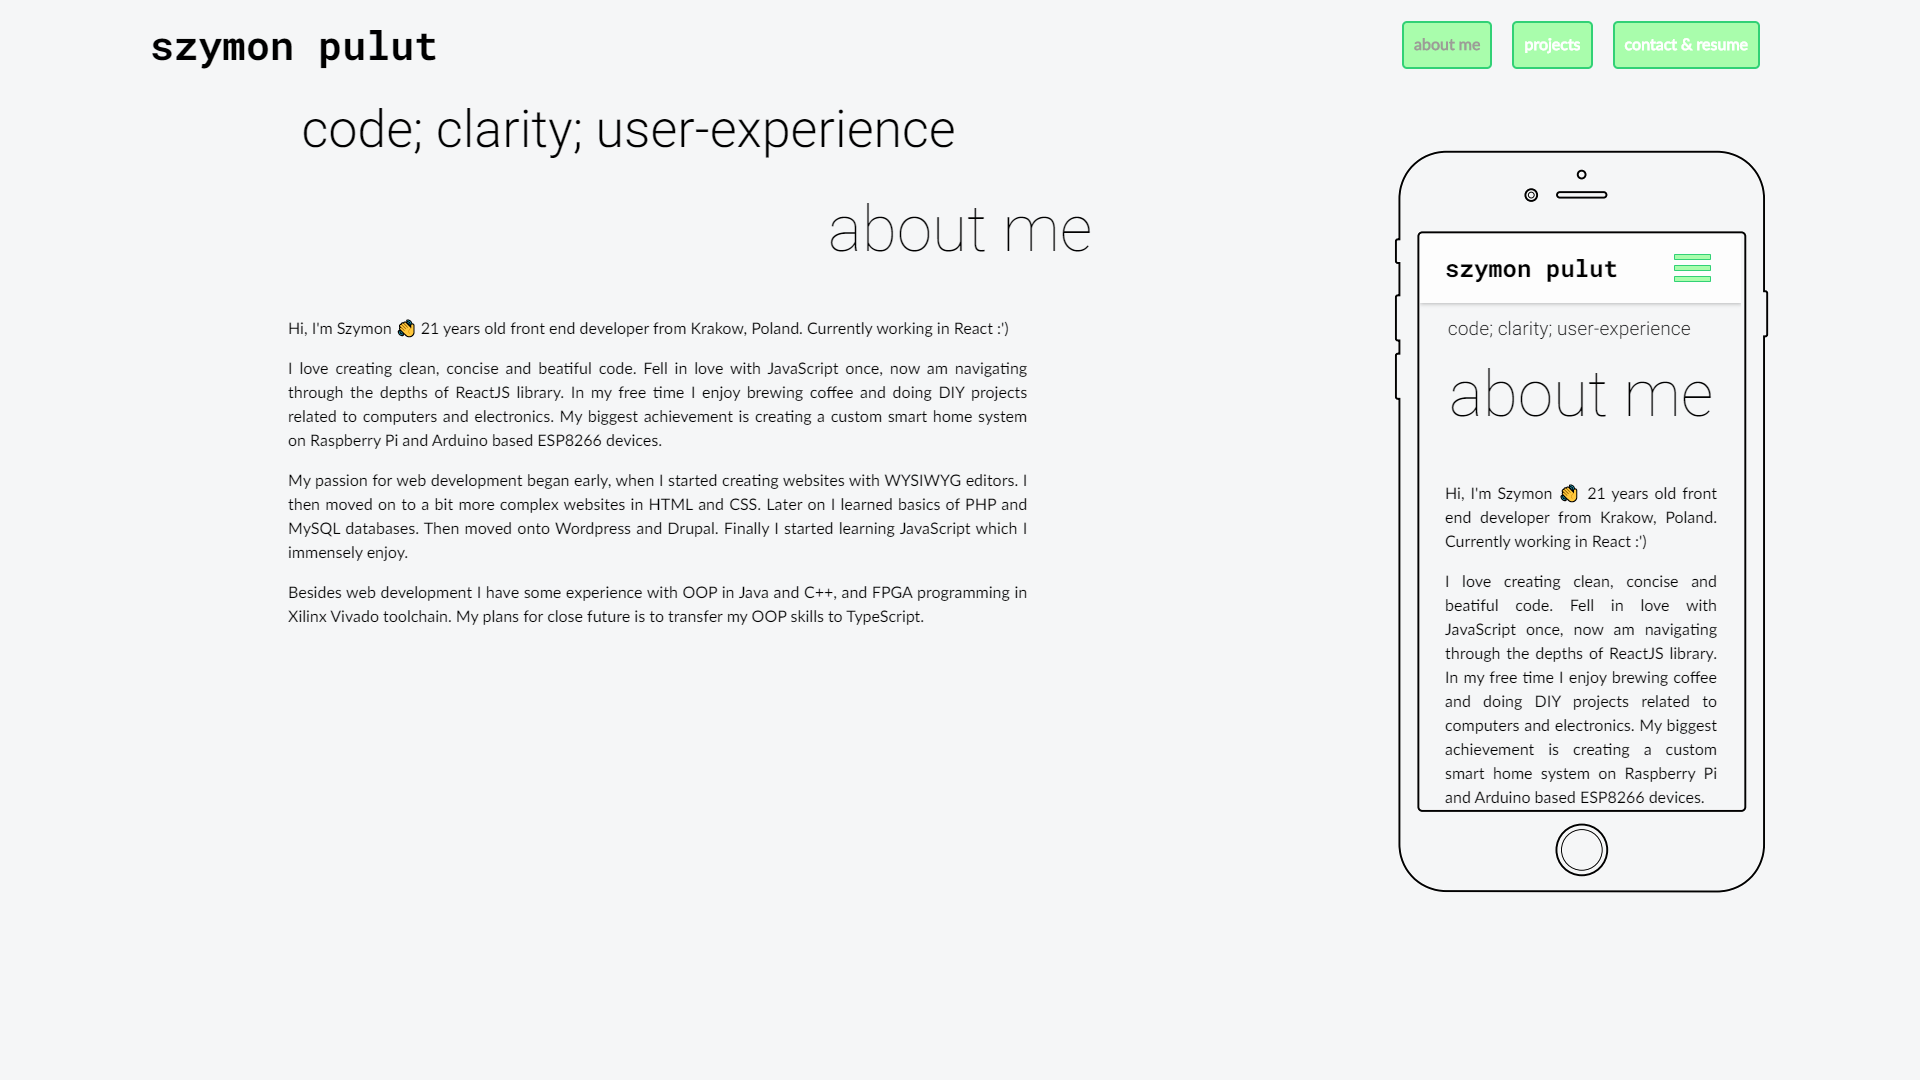 szymon pulut
about me
projects
contact & resume
code; clarity; user-experience
about me
Hi, I'm Szymon 👋 21 years old front end developer from Krakow, Poland. Currently working in React :')
I love creating clean, concise and beatiful code. Fell in love with JavaScript once, now am navigating
through the depths of ReactJS library. In my free time I enjoy brewing coffee and doing DIY projects
related to computers and electronics. My biggest achievement is creating a custom smart home system
on Raspberry Pi and Arduino based ESP8266 devices.
My passion for web development began early, when I started creating websites with WYSIWYG editors. I
then moved on to a bit more complex websites in HTML and CSS. Later on I learned basics of PHP and
MySQL databases. Then moved onto Wordpress and Drupal. Finally I started learning JavaScript which I
immensely enjoy.
Besides web development I have some experience with OOP in Java and C++, and FPGA programming in
Xilinx Vivado toolchain. My plans for close future is to transfer my OOP skills to TypeScript.
szymon pulut
code; clarity; user-experience
about me
Hi, I'm Szymon 👋 21 years old front
end developer from Krakow, Poland.
Currently working in React :')
I love creating clean, concise and
beatiful code. Fell in love with
JavaScript once, now am navigating
through the depths of ReactJS library.
In my free time I enjoy brewing coffee
and doing DIY projects related to
computers and electronics. My biggest
achievement is creating a custom
smart home system on Raspberry Pi
and Arduino based ESP8266 devices.